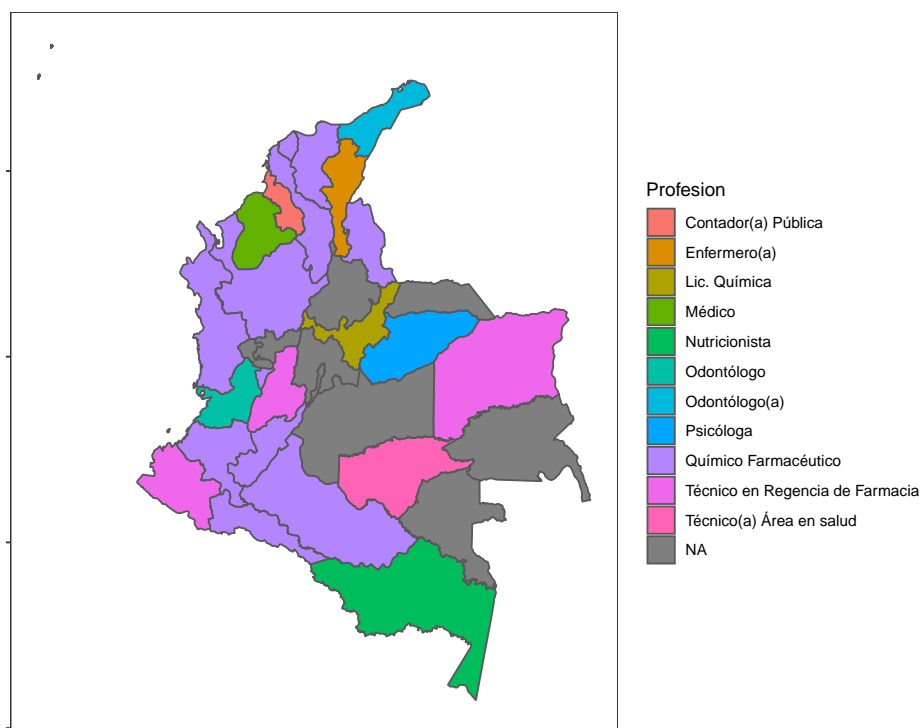 Profesion
Contador(a) Pública
Enfermero(a)
Lic. Química
Médico
Nutricionista
Odontólogo
Odontólogo(a)
Psicóloga
Químico Farmacéutico
Técnico en Regencia de Farmacia
Técnico(a) Área en salud
NA